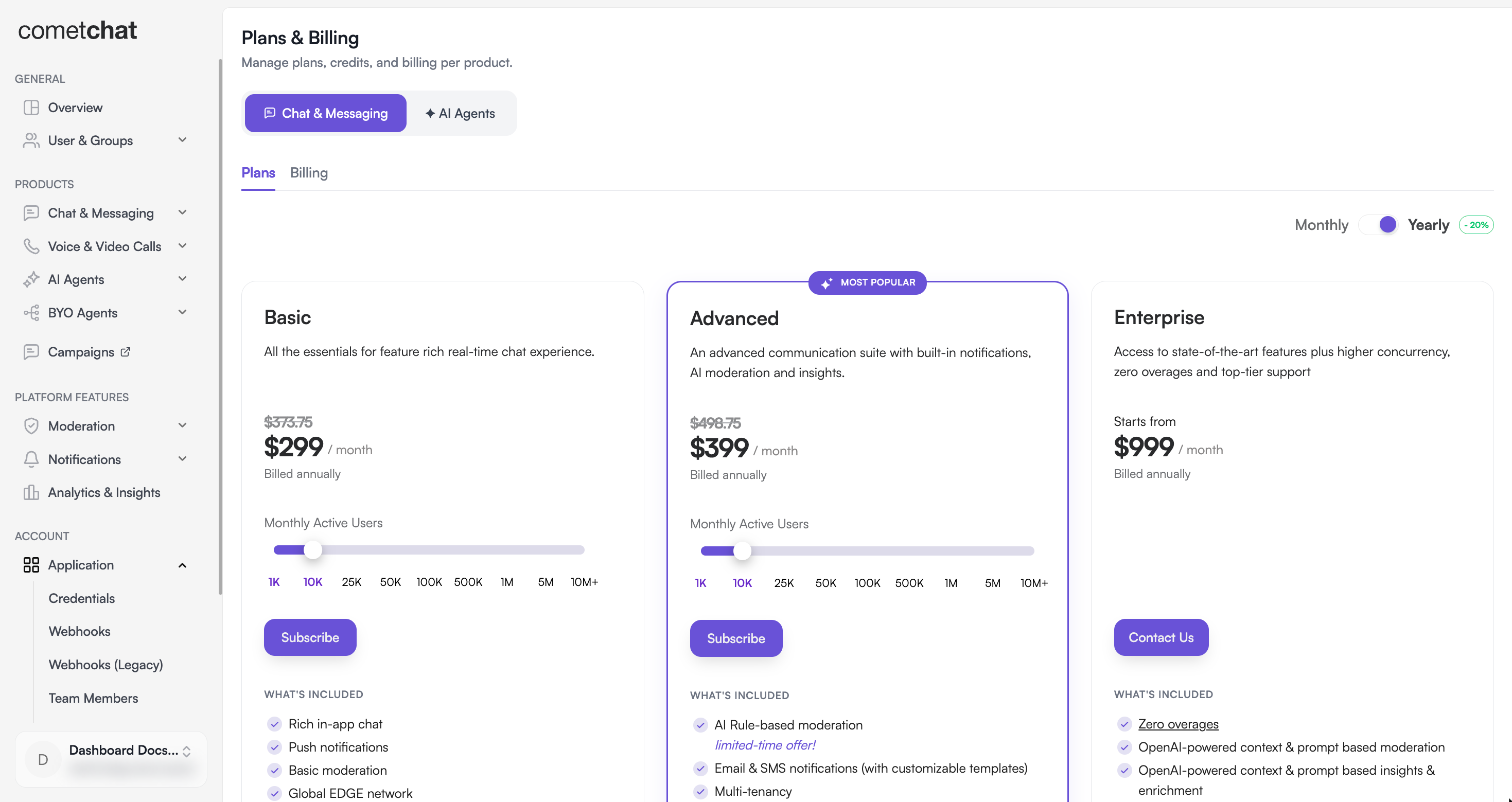 cometchat
GENERAL
Overview
User & Groups
PRODUCTS
Chat & Messaging
Voice & Video Calls
AI Agents
BYO Agents
Campaigns
PLATFORM FEATURES
Moderation
Notifications
Analytics & Insights
ACCOUNT
Application
Credentials
Webhooks
Webhooks (Legacy)
Team Members
D
Dashboard Docs...
Plans & Billing
Manage plans, credits, and billing per product.
Chat & Messaging
AI Agents
Plans
Billing
Monthly
Yearly
- 20%
Basic
All the essentials for feature rich real-time chat experience.
$373.75
$299 / month
Billed annually
Monthly Active Users
1K 10K 25K 50K 100K 500K 1M 5M 10M+
Subscribe
WHAT'S INCLUDED
Rich in-app chat
Push notifications
Basic moderation
Global EDGE network
MOST POPULAR
Advanced
An advanced communication suite with built-in notifications,
AI moderation and insights.
$498.75
$399 / month
Billed annually
Monthly Active Users
1K 10K 25K 50K 100K 500K 1M 5M 10M+
Subscribe
WHAT'S INCLUDED
AI Rule-based moderation
limited-time offer!
Email & SMS notifications (with customizable templates)
Multi-tenancy
Enterprise
Access to state-of-the-art features plus higher concurrency,
zero overages and top-tier support
Starts from
$999 / month
Billed annually
Contact Us
WHAT'S INCLUDED
Zero overages
OpenAI-powered context & prompt based moderation
OpenAI-powered context & prompt based insights &
enrichment